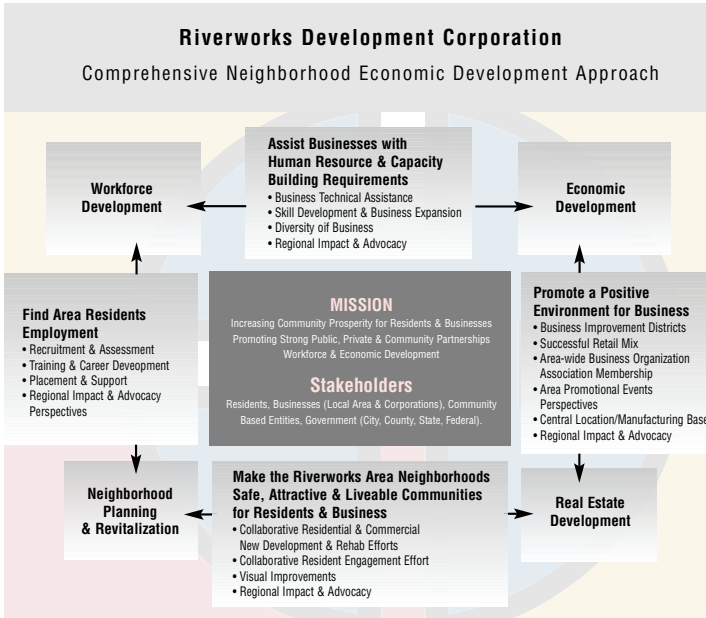 Riverworks Development Corporation
Comprehensive Neighborhood Economic Development Approach
Workforce
Development
Assist Businesses with
Human Resource & Capacity
Building Requirements
• Business Technical Assistance
• Skill Development & Business Expansion
• Diversity oif Business
• Regional Impact & Advocacy
Economic
Development
Find Area Residents
Employment
• Recruitment & Assessment
• Training & Career Deveopment
• Placement & Support
• Regional Impact & Advocacy
Perspectives
MISSION
Increasing Community Prosperity for Residents & Businesses
Promoting Strong Public, Private & Community Partnerships
Workforce & Economic Development
Stakeholders
Residents, Businesses (Local Area & Corporations), Community
Based Entities, Government (City, County, State, Federal).
Promote a Positive
Environment for Business
• Business Improvement Districts
• Successful Retail Mix
• Area-wide Business Organization
Association Membership
• Area Promotional Events
Perspectives
• Central Location/Manufacturing Base
• Regional Impact & Advocacy
Neighborhood
Planning
& Revitalization
Make the Riverworks Area Neighborhoods
Safe, Attractive & Liveable Communities
for Residents & Business
• Collaborative Residential & Commercial
New Development & Rehab Efforts
• Collaborative Resident Engagement Effort
• Visual Improvements
• Regional Impact & Advocacy
Real Estate
Development